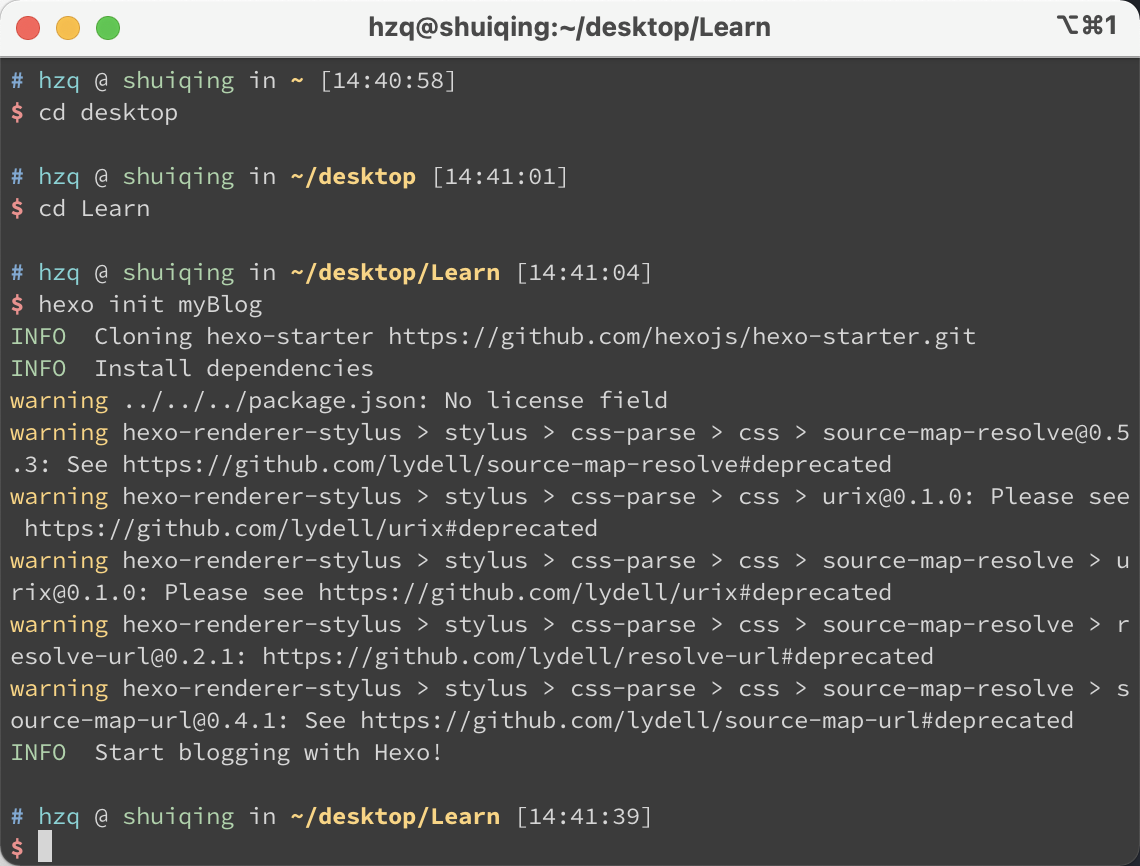 hzq@shuiqing:~/desktop/Learn
⌥⌘1
# hzq @ shuiqing in ~ [14:40:58]
$ cd desktop
# hzq @ shuiqing in ~/desktop [14:41:01]
$ cd Learn
# hzq @ shuiqing in ~/desktop/Learn [14:41:04]
$ hexo init myBlog
INFO  Cloning hexo-starter https://github.com/hexojs/hexo-starter.git
INFO  Install dependencies
warning ../../../package.json: No license field
warning hexo-renderer-stylus > stylus > css-parse > css > source-map-resolve@0.5
.3: See https://github.com/lydell/source-map-resolve#deprecated
warning hexo-renderer-stylus > stylus > css-parse > css > urix@0.1.0: Please see
 https://github.com/lydell/urix#deprecated
warning hexo-renderer-stylus > stylus > css-parse > css > source-map-resolve > u
rix@0.1.0: Please see https://github.com/lydell/urix#deprecated
warning hexo-renderer-stylus > stylus > css-parse > css > source-map-resolve > r
esolve-url@0.2.1: https://github.com/lydell/resolve-url#deprecated
warning hexo-renderer-stylus > stylus > css-parse > css > source-map-resolve > s
ource-map-url@0.4.1: See https://github.com/lydell/source-map-url#deprecated
INFO  Start blogging with Hexo!
# hzq @ shuiqing in ~/desktop/Learn [14:41:39]
$